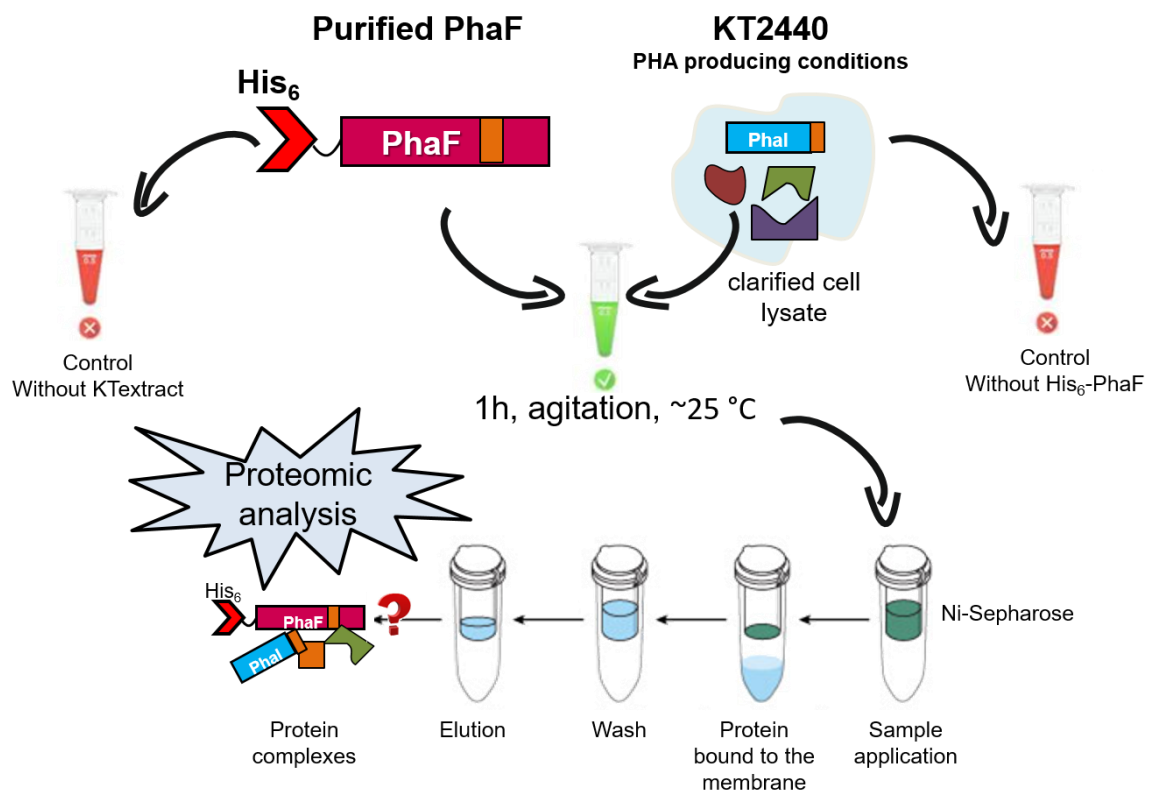 Purified PhaF
KT2440
PHA producing conditions
His₆
PhaF
PhaI
clarified cell
lysate
Control
Without KTextract
Control
Without His₆-PhaF
1h, agitation, ~25 °C
Proteomic
analysis
Ni-Sepharose
His₆
PhaF
PhaI
?
Protein
complexes
Elution
Wash
Protein
bound to the
membrane
Sample
application